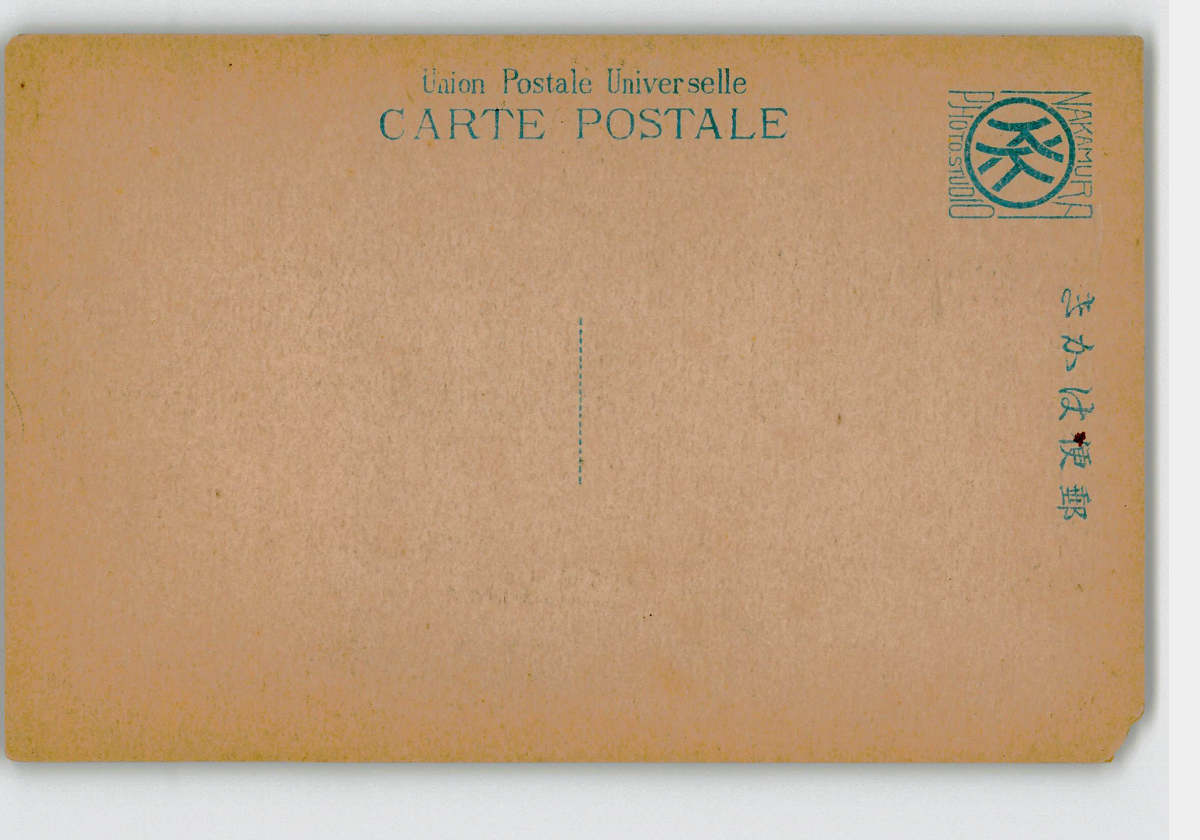 Union Postale Universelle
CARTE POSTALE
NAKAMURA
PHOTO.STUDIO
きかは便郵